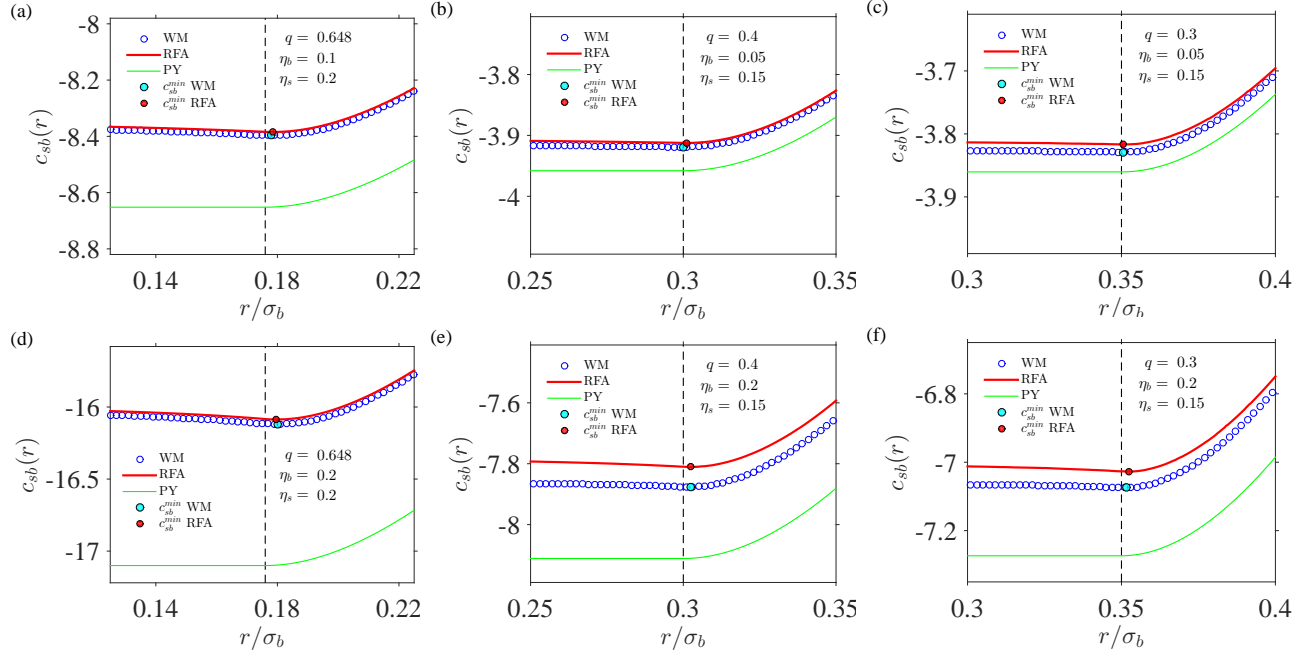 (a)
-8
-8.2
-8.4
-8.6
-8.8
c_{sb}(r)
WM
RFA
PY
c_{sb}^{min} WM
c_{sb}^{min} RFA
q = 0.648
η_b = 0.1
η_s = 0.2
0.14 0.18 0.22
r/σ_b
(b)
-3.8
-3.9
-4
c_{sb}(r)
WM
RFA
PY
c_{sb}^{min} WM
c_{sb}^{min} RFA
q = 0.4
η_b = 0.05
η_s = 0.15
0.25 0.3 0.35
r/σ_b
(c)
-3.7
-3.8
-3.9
c_{sb}(r)
WM
RFA
PY
c_{sb}^{min} WM
c_{sb}^{min} RFA
q = 0.3
η_b = 0.05
η_s = 0.15
0.3 0.35 0.4
r/σ_b
(d)
-16
-16.5
-17
c_{sb}(r)
WM
RFA
PY
c_{sb}^{min} WM
c_{sb}^{min} RFA
q = 0.648
η_b = 0.2
η_s = 0.2
0.14 0.18 0.22
r/σ_b
(e)
-7.6
-7.8
-8
c_{sb}(r)
WM
RFA
PY
c_{sb}^{min} WM
c_{sb}^{min} RFA
q = 0.4
η_b = 0.2
η_s = 0.15
0.25 0.3 0.35
r/σ_b
(f)
-6.8
-7
-7.2
c_{sb}(r)
WM
RFA
PY
c_{sb}^{min} WM
c_{sb}^{min} RFA
q = 0.3
η_b = 0.2
η_s = 0.15
0.3 0.35 0.4
r/σ_b